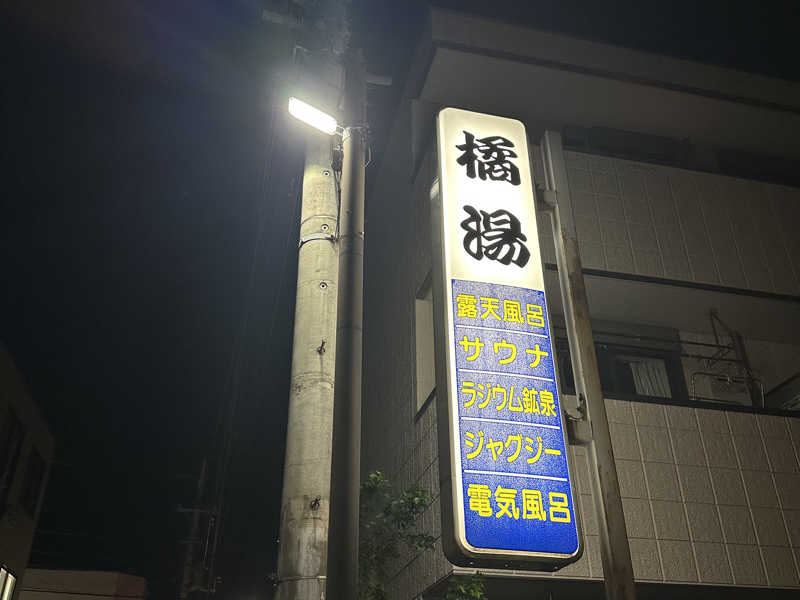 橘湯
露天風呂
サウナ
ラジウム鉱泉
ジャグジー
電気風呂